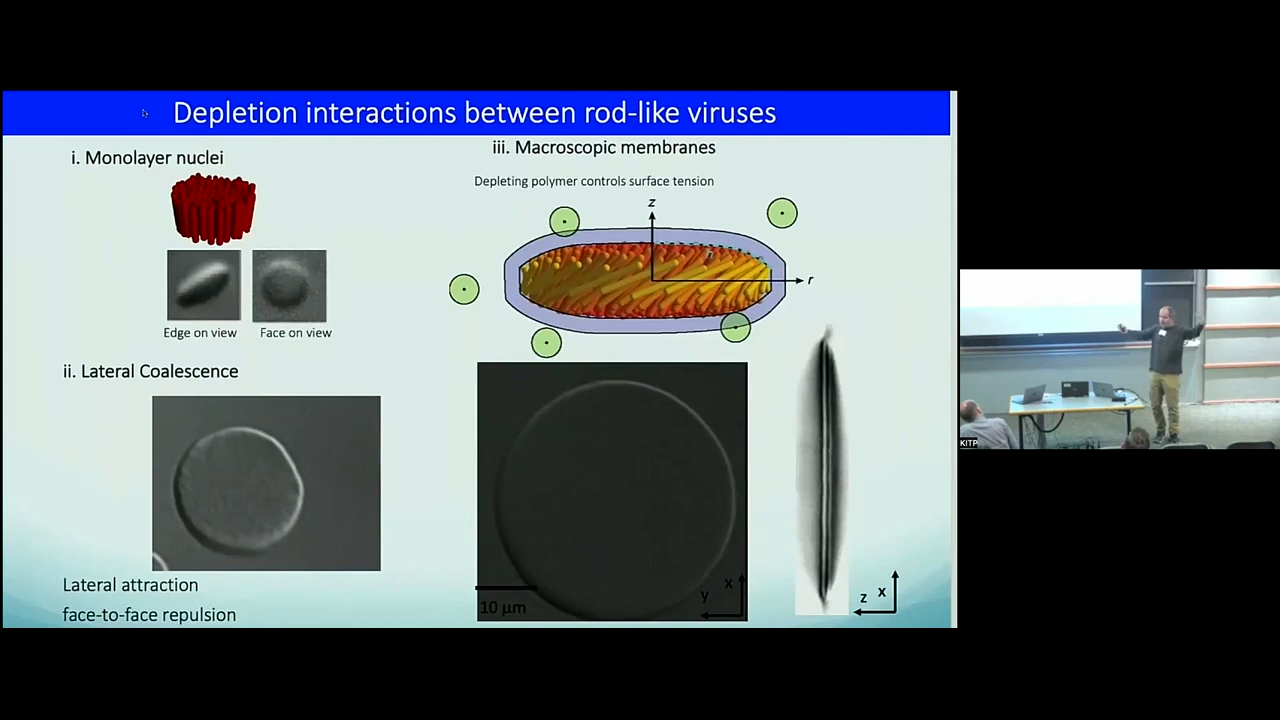 Depletion interactions between rod-like viruses
i. Monolayer nuclei
Edge on view
Face on view
ii. Lateral Coalescence
Lateral attraction
face-to-face repulsion
iii. Macroscopic membranes
Depleting polymer controls surface tension
z
r
10 μm
y
x
z
x
KITP